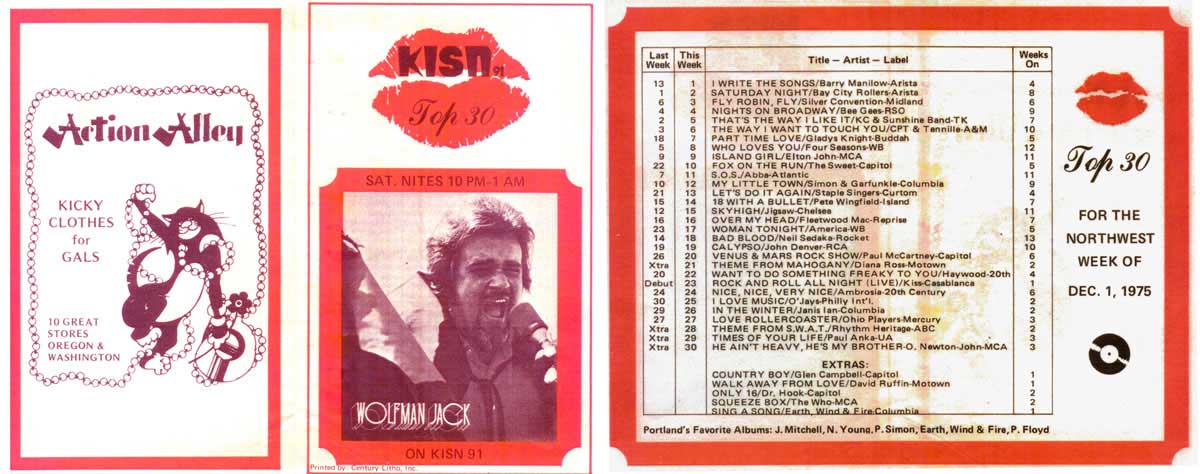 Action Alley
KICKY
CLOTHES
for
GALS
10 GREAT
STORES
OREGON &
WASHINGTON
KISN 91
Top 30
SAT. NITES 10 PM-1 AM
WOLFMAN JACK
ON KISN 91
Printed by: Century Litho, Inc.
Last Week This Week Title – Artist – Label Weeks On
13 1 I WRITE THE SONGS/Barry Manilow-Arista 4
1 2 SATURDAY NIGHT/Bay City Rollers-Arista 8
6 3 FLY ROBIN, FLY/Silver Convention-Midland 6
4 4 NIGHTS ON BROADWAY/Bee Gees-RSO 9
2 5 THAT'S THE WAY I LIKE IT/KC & Sunshine Band-TK 7
3 6 THE WAY I WANT TO TOUCH YOU/CPT & Tennille-A&M 10
18 7 PART TIME LOVE/Gladys Knight-Buddah 5
5 8 WHO LOVES YOU/Four Seasons-WB 12
9 9 ISLAND GIRL/Elton John-MCA 11
22 10 FOX ON THE RUN/The Sweet-Capitol 5
7 11 S.O.S./Abba-Atlantic 11
10 12 MY LITTLE TOWN/Simon & Garfunkle-Columbia 9
21 13 LET'S DO IT AGAIN/Staple Singers-Curtom 4
15 14 18 WITH A BULLET/Pete Wingfield-Island 7
12 15 SKYHIGH/Jigsaw-Chelsea 11
16 16 OVER MY HEAD/Fleetwood Mac-Reprise 7
23 17 WOMAN TONIGHT/America-WB 5
14 18 BAD BLOOD/Neil Sedaka-Rocket 13
19 19 CALYPSO/John Denver-RCA 10
26 20 VENUS & MARS ROCK SHOW/Paul McCartney-Capitol 6
Xtra 21 THEME FROM MAHOGANY/Diana Ross-Motown 2
20 22 WANT TO DO SOMETHING FREAKY TO YOU/Haywood-20th 4
Debut 23 ROCK AND ROLL ALL NIGHT (LIVE)/Kiss-Casablanca 1
24 24 NICE, NICE, VERY NICE/Ambrosia-20th Century 6
30 25 I LOVE MUSIC/O'Jays-Philly Int'l. 2
29 26 IN THE WINTER/Janis Ian-Columbia 2
27 27 LOVE ROLLERCOASTER/Ohio Players-Mercury 3
Xtra 28 THEME FROM S.W.A.T./Rhythm Heritage-ABC 2
Xtra 29 TIMES OF YOUR LIFE/Paul Anka-UA 3
Xtra 30 HE AIN'T HEAVY, HE'S MY BROTHER-O. Newton-John-MCA 3
EXTRAS:
COUNTRY BOY/Glen Campbell-Capitol 1
WALK AWAY FROM LOVE/David Ruffin-Motown 1
ONLY 16/Dr. Hook-Capitol 2
SQUEEZE BOX/The Who-MCA 2
SING A SONG/Earth, Wind & Fire-Columbia 1
Portland's Favorite Albums: J. Mitchell, N. Young, P. Simon, Earth, Wind & Fire, P. Floyd
Top 30
FOR THE
NORTHWEST
WEEK OF
DEC. 1, 1975